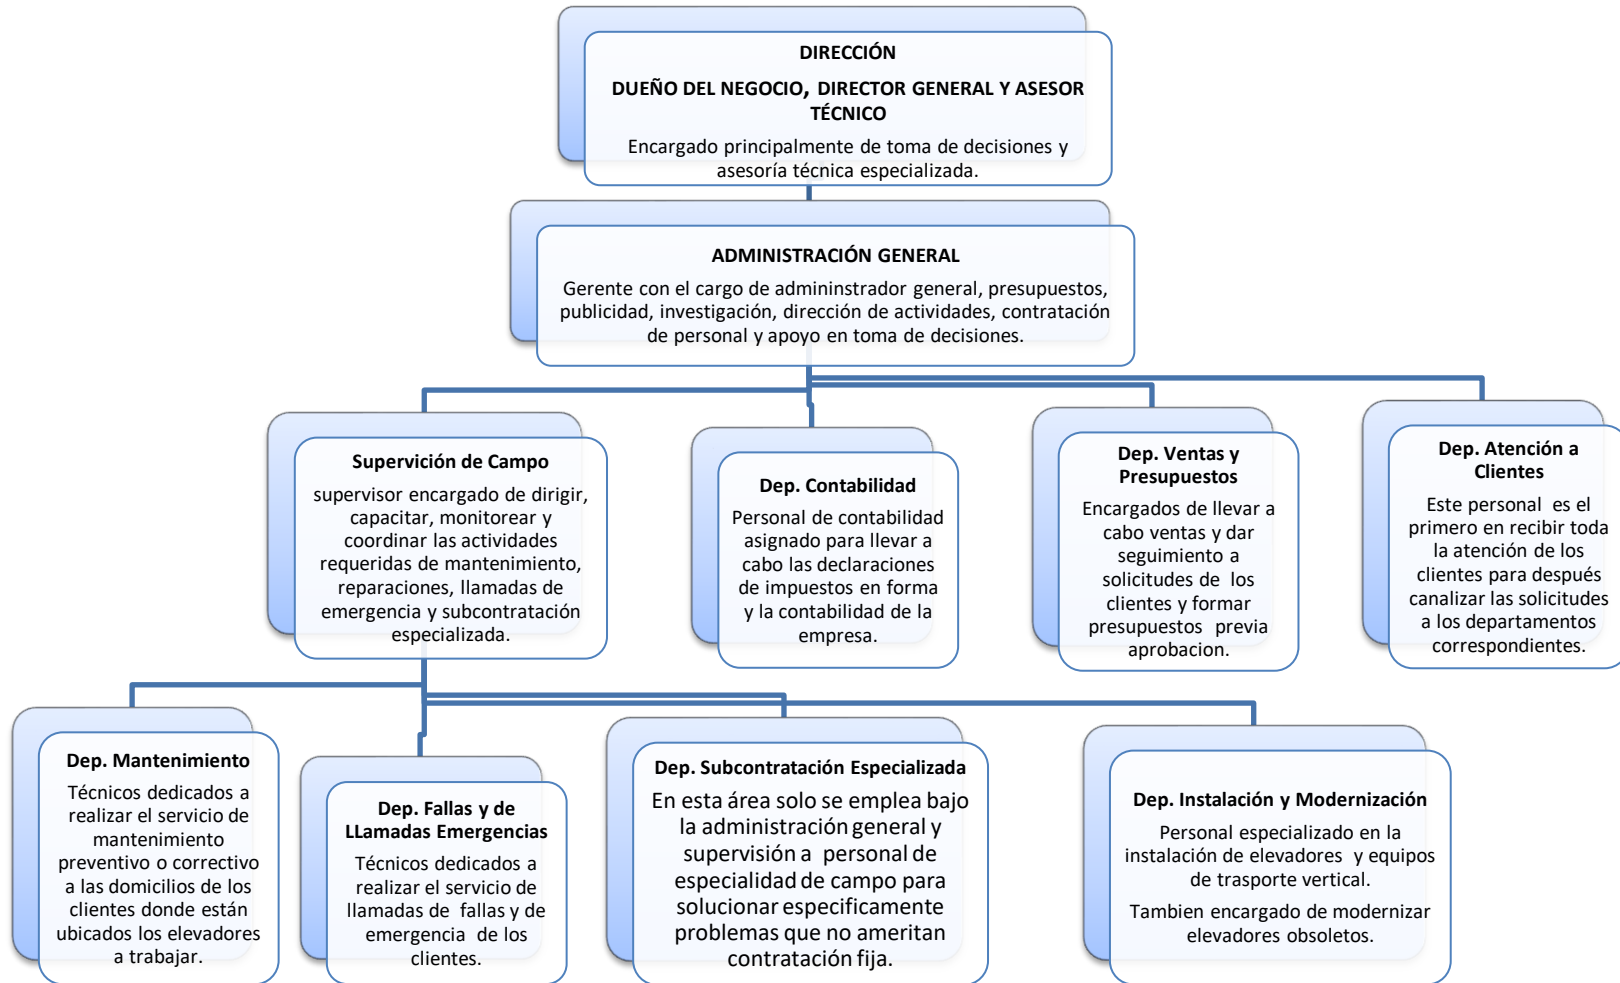 DIRECCIÓN
DUEÑO DEL NEGOCIO, DIRECTOR GENERAL Y ASESOR
TÉCNICO
Encargado principalmente de toma de decisiones y
asesoría técnica especializada.
ADMINISTRACIÓN GENERAL
Gerente con el cargo de admininstrador general, presupuestos,
publicidad, investigación, dirección de actividades, contratación
de personal y apoyo en toma de decisiones.
Supervición de Campo
supervisor encargado de dirigir,
capacitar, monitorear y
coordinar las actividades
requeridas de mantenimiento,
reparaciones, llamadas de
emergencia y subcontratación
especializada.
Dep. Contabilidad
Personal de contabilidad
asignado para llevar a
cabo las declaraciones
de impuestos en forma
y la contabilidad de la
empresa.
Dep. Ventas y
Presupuestos
Encargados de llevar a
cabo ventas y dar
seguimiento a
solicitudes de los
clientes y formar
presupuestos previa
aprobacion.
Dep. Atención a
Clientes
Este personal es el
primero en recibir toda
la atención de los
clientes para después
canalizar las solicitudes
a los departamentos
correspondientes.
Dep. Mantenimiento
Técnicos dedicados a
realizar el servicio de
mantenimiento
preventivo o correctivo
a las domicilios de los
clientes donde están
ubicados los elevadores
a trabajar.
Dep. Fallas y de
LLamadas Emergencias
Técnicos dedicados a
realizar el servicio de
llamadas de fallas y de
emergencia de los
clientes.
Dep. Subcontratación Especializada
En esta área solo se emplea bajo
la administración general y
supervisión a personal de
especialidad de campo para
solucionar especificamente
problemas que no ameritan
contratación fija.
Dep. Instalación y Modernización
Personal especializado en la
instalación de elevadores y equipos
de trasporte vertical.
Tambien encargado de modernizar
elevadores obsoletos.